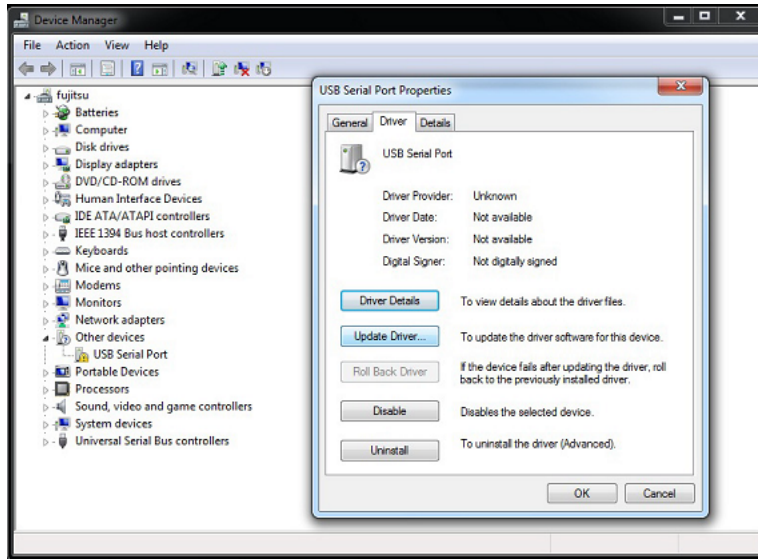 Device Manager
File Action View Help
fujitsu
Batteries
Computer
Disk drives
Display adapters
DVD/CD-ROM drives
Human Interface Devices
IDE ATA/ATAPI controllers
IEEE 1394 Bus host controllers
Keyboards
Mice and other pointing devices
Modems
Monitors
Network adapters
Other devices
USB Serial Port
Portable Devices
Processors
Sound, video and game controllers
System devices
Universal Serial Bus controllers
USB Serial Port Properties
General Driver Details
USB Serial Port
Driver Provider: Unknown
Driver Date: Not available
Driver Version: Not available
Digital Signer: Not digitally signed
Driver Details To view details about the driver files.
Update Driver... To update the driver software for this device.
Roll Back Driver If the device fails after updating the driver, roll
back to the previously installed driver.
Disable Disables the selected device.
Uninstall To uninstall the driver (Advanced).
OK Cancel